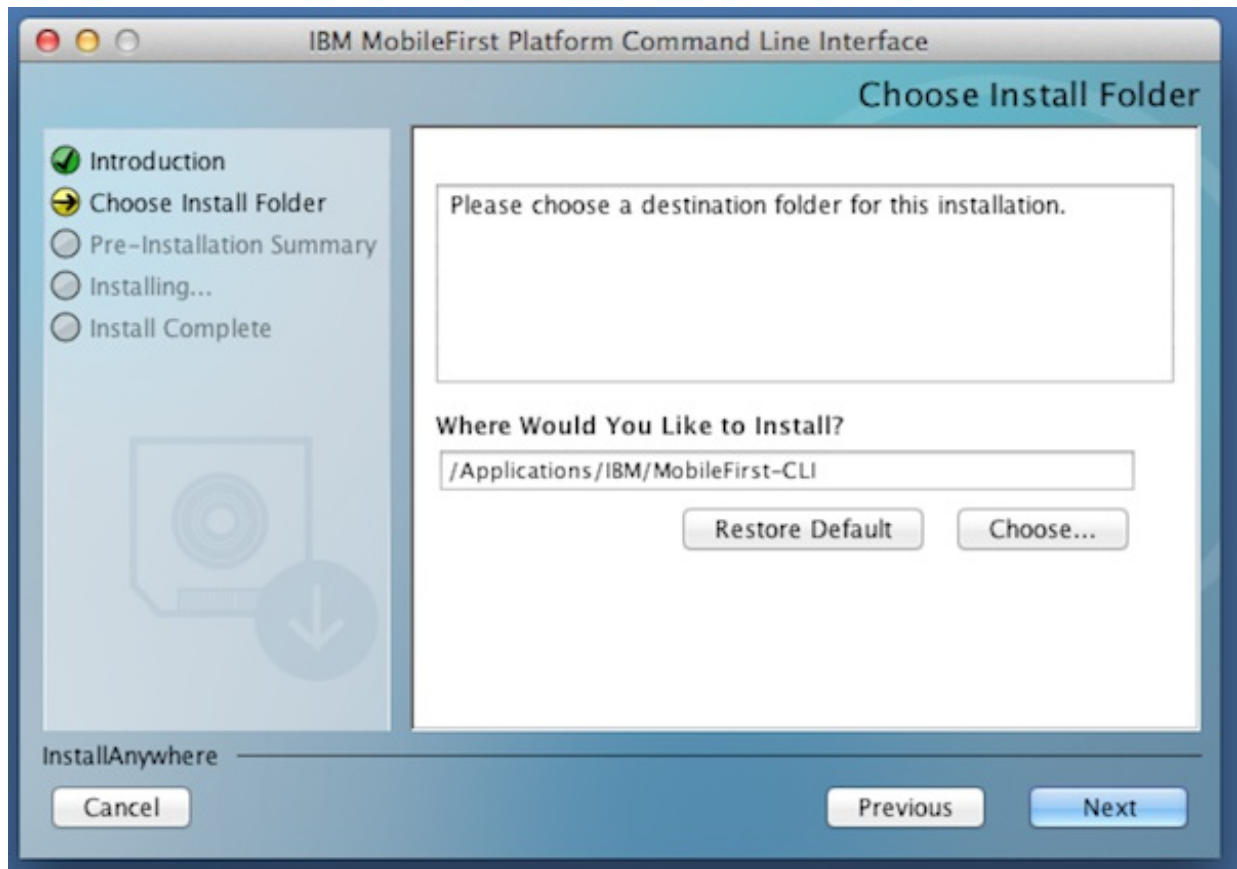 IBM MobileFirst Platform Command Line Interface
Choose Install Folder
Introduction
Choose Install Folder
Pre-Installation Summary
Installing...
Install Complete
Please choose a destination folder for this installation.
Where Would You Like to Install?
/Applications/IBM/MobileFirst-CLI
Restore Default
Choose...
InstallAnywhere
Cancel
Previous
Next